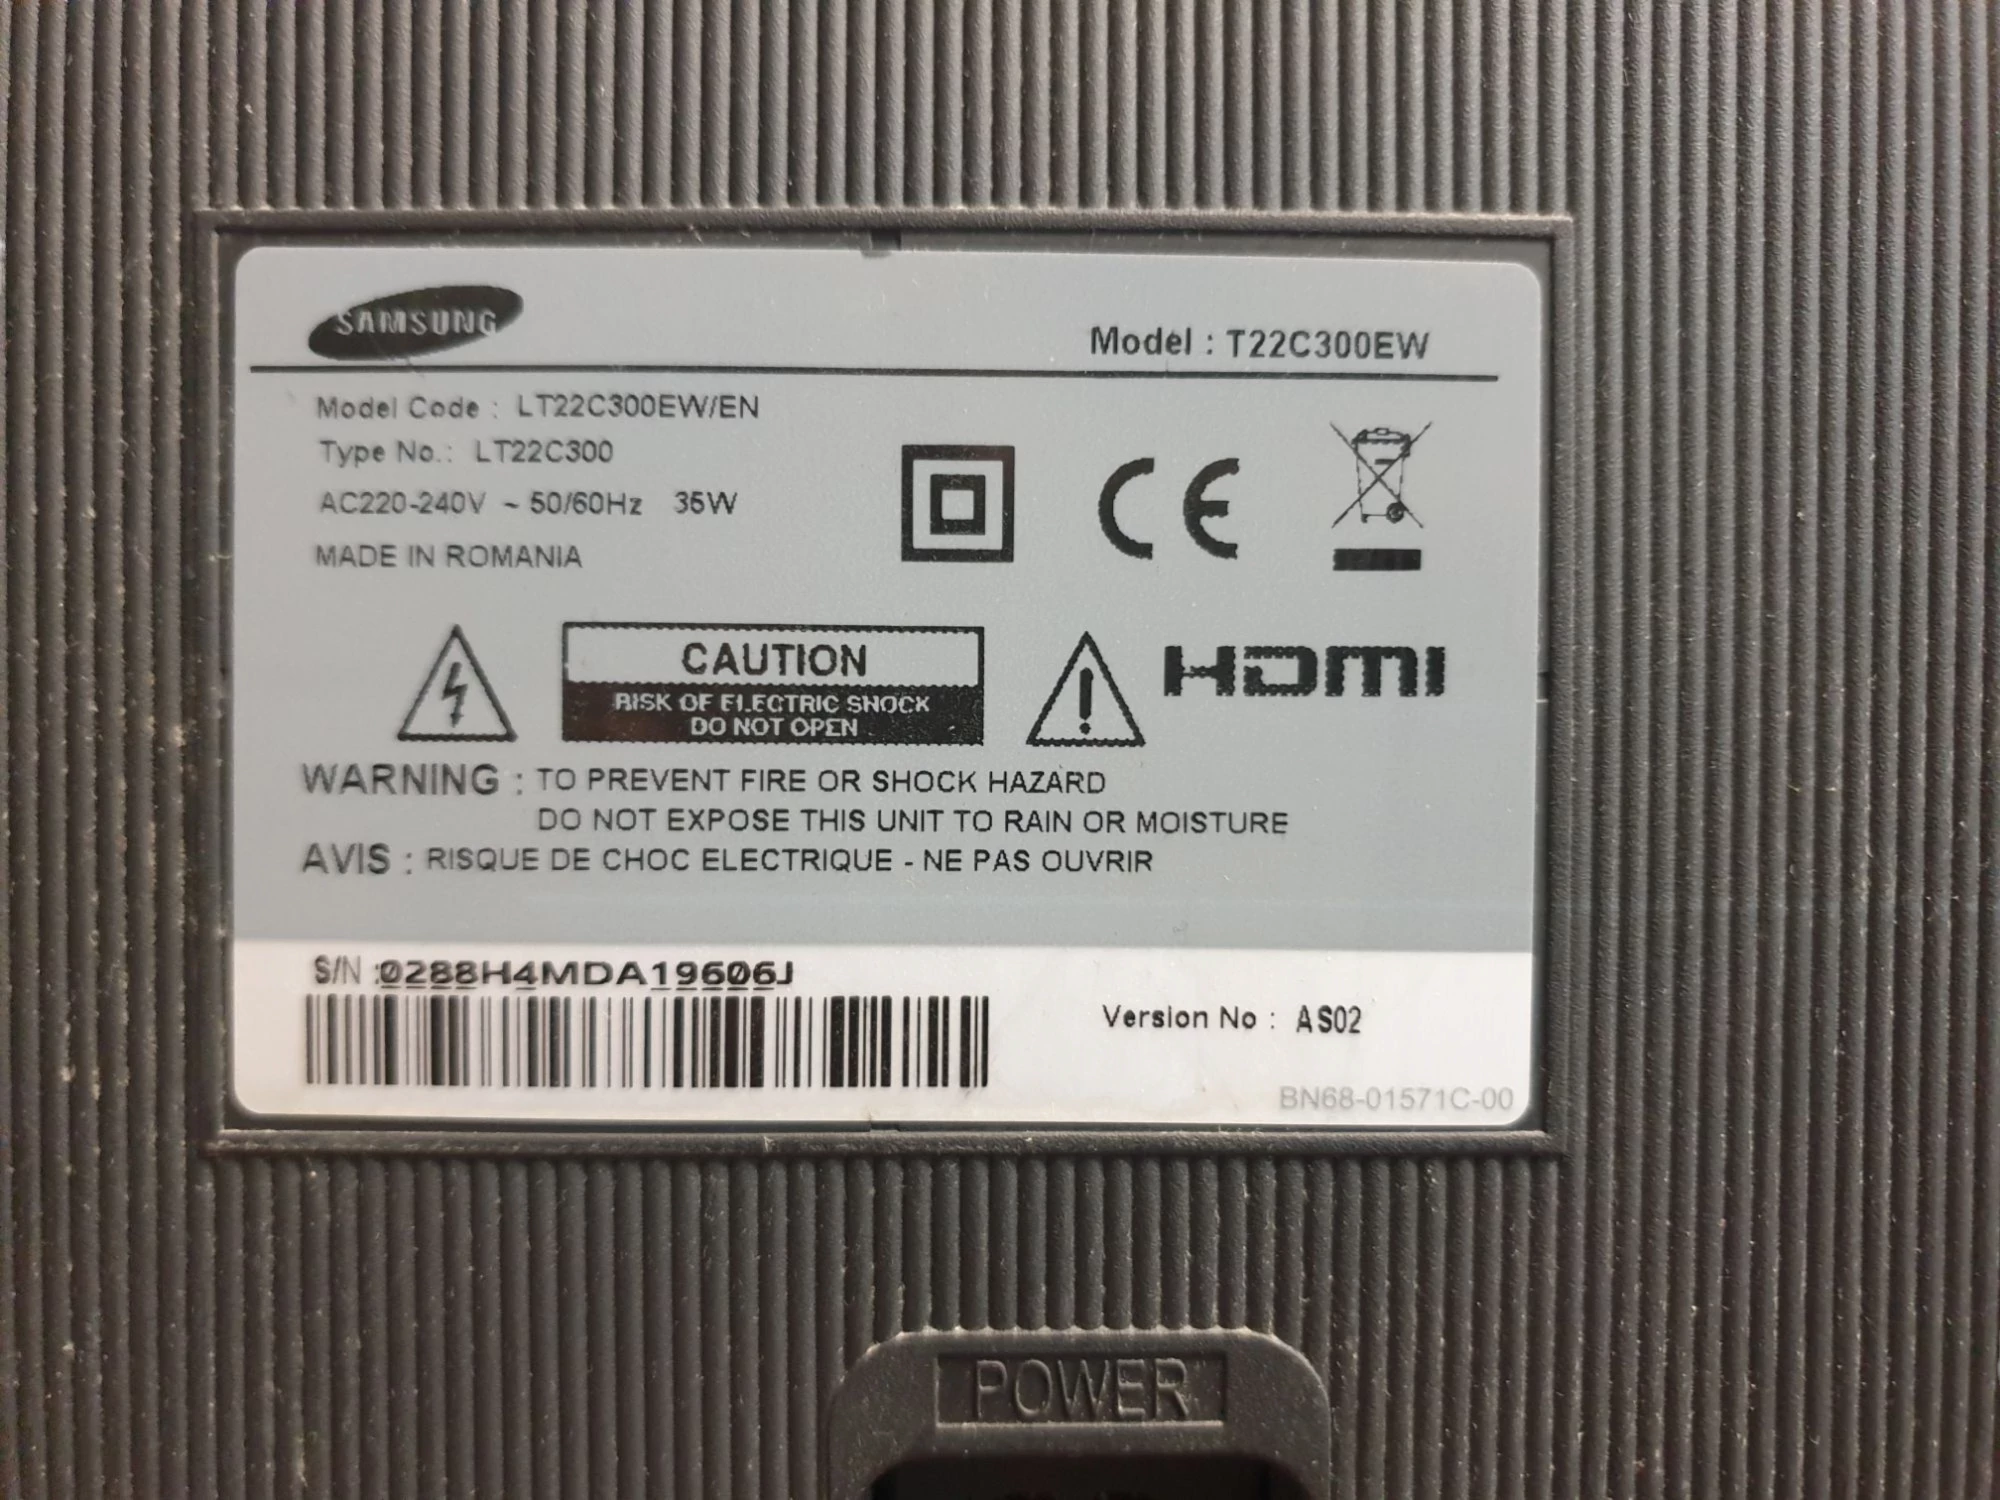 SAMSUNG
Model : T22C300EW
Model Code : LT22C300EW/EN
Type No.: LT22C300
AC220-240V ~ 50/60Hz 35W
MADE IN ROMANIA
CE
CAUTION
RISK OF ELECTRIC SHOCK
DO NOT OPEN
HDMI
WARNING : TO PREVENT FIRE OR SHOCK HAZARD
DO NOT EXPOSE THIS UNIT TO RAIN OR MOISTURE
AVIS : RISQUE DE CHOC ELECTRIQUE - NE PAS OUVRIR
S/N :0288H4MDA19606J
Version No : AS02
BN68-01571C-00
POWER